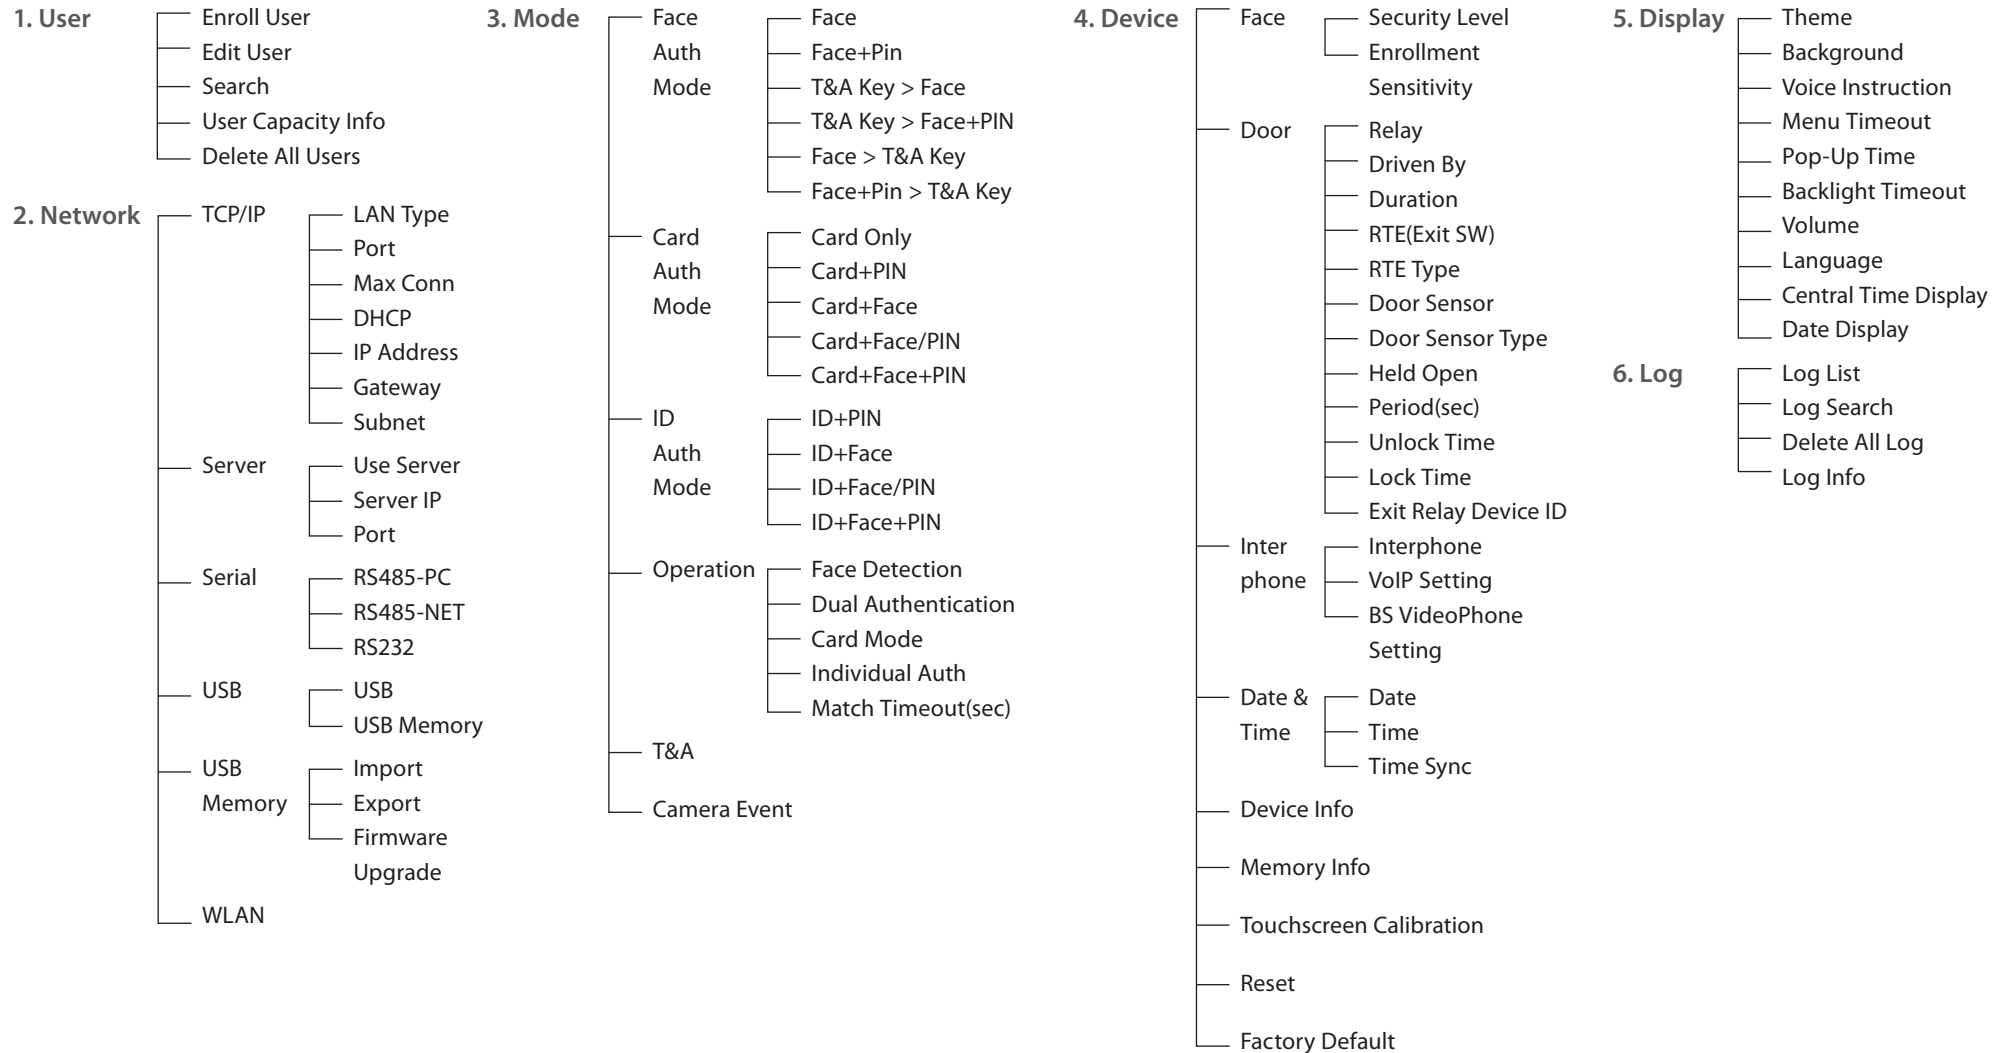 1. User
Enroll User
Edit User
Search
User Capacity Info
Delete All Users
2. Network
TCP/IP
LAN Type
Port
Max Conn
DHCP
IP Address
Gateway
Subnet
Server
Use Server
Server IP
Port
Serial
RS485-PC
RS485-NET
RS232
USB
USB
USB Memory
USB
Memory
Import
Export
Firmware
Upgrade
WLAN
3. Mode
Face
Auth
Mode
Face
Face+Pin
T&A Key > Face
T&A Key > Face+PIN
Face > T&A Key
Face+Pin > T&A Key
Card
Auth
Mode
Card Only
Card+PIN
Card+Face
Card+Face/PIN
Card+Face+PIN
ID
Auth
Mode
ID+PIN
ID+Face
ID+Face/PIN
ID+Face+PIN
Operation
Face Detection
Dual Authentication
Card Mode
Individual Auth
Match Timeout(sec)
T&A
Camera Event
4. Device
Face
Security Level
Enrollment
Sensitivity
Door
Relay
Driven By
Duration
RTE(Exit SW)
RTE Type
Door Sensor
Door Sensor Type
Held Open
Period(sec)
Unlock Time
Lock Time
Exit Relay Device ID
Inter
phone
Interphone
VoIP Setting
BS VideoPhone
Setting
Date &
Time
Date
Time
Time Sync
Device Info
Memory Info
Touchscreen Calibration
Reset
Factory Default
5. Display
Theme
Background
Voice Instruction
Menu Timeout
Pop-Up Time
Backlight Timeout
Volume
Language
Central Time Display
Date Display
6. Log
Log List
Log Search
Delete All Log
Log Info